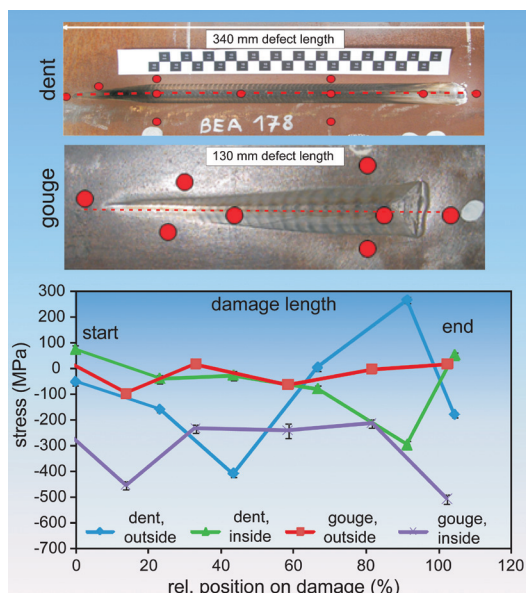 340 mm defect length
dent
BEA 178
130 mm defect length
gouge
damage length
start
end
stress (MPa)
300
200
100
0
-100
-200
-300
-400
-500
-600
-700
dent, outside
dent, inside
gouge, outside
gouge, inside
0
20
40
60
80
100
120
rel. position on damage (%)